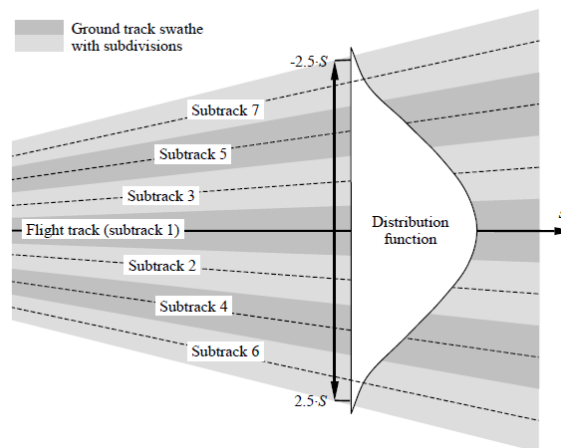 Ground track swathe
with subdivisions
-2.5·S
Subtrack 7
Subtrack 5
Subtrack 3
Flight track (subtrack 1)
Distribution
function
s
Subtrack 2
Subtrack 4
Subtrack 6
2.5·S